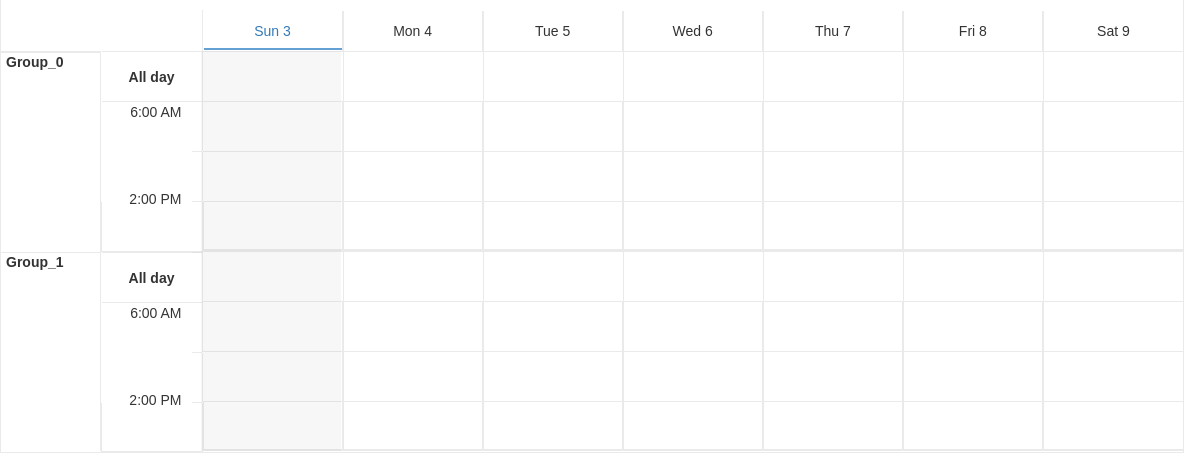 Sun 3 Mon 4 Tue 5 Wed 6 Thu 7 Fri 8 Sat 9
Group_0
All day
6:00 AM
2:00 PM
Group_1
All day
6:00 AM
2:00 PM